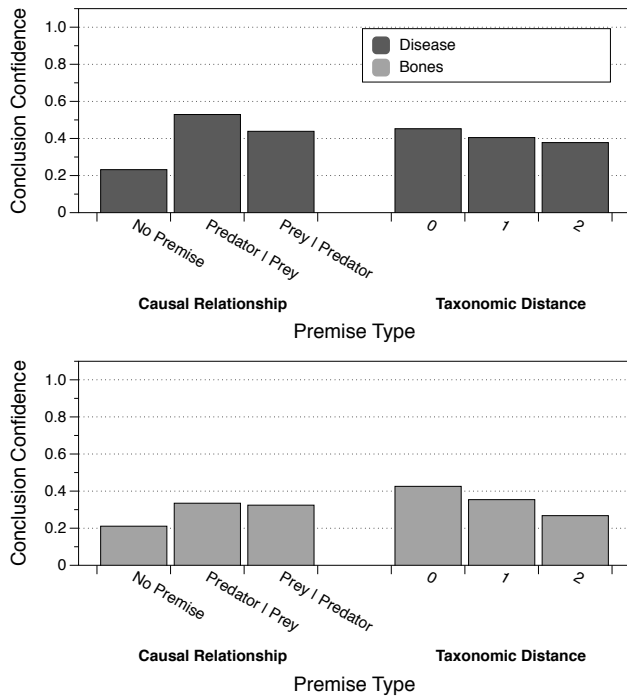 Conclusion Confidence
1.0
0.8
0.6
0.4
0.2
0
Disease
Bones
No Premise
Predator | Prey
Prey | Predator
0
1
2
Causal Relationship
Taxonomic Distance
Premise Type
Conclusion Confidence
1.0
0.8
0.6
0.4
0.2
0
No Premise
Predator | Prey
Prey | Predator
0
1
2
Causal Relationship
Taxonomic Distance
Premise Type